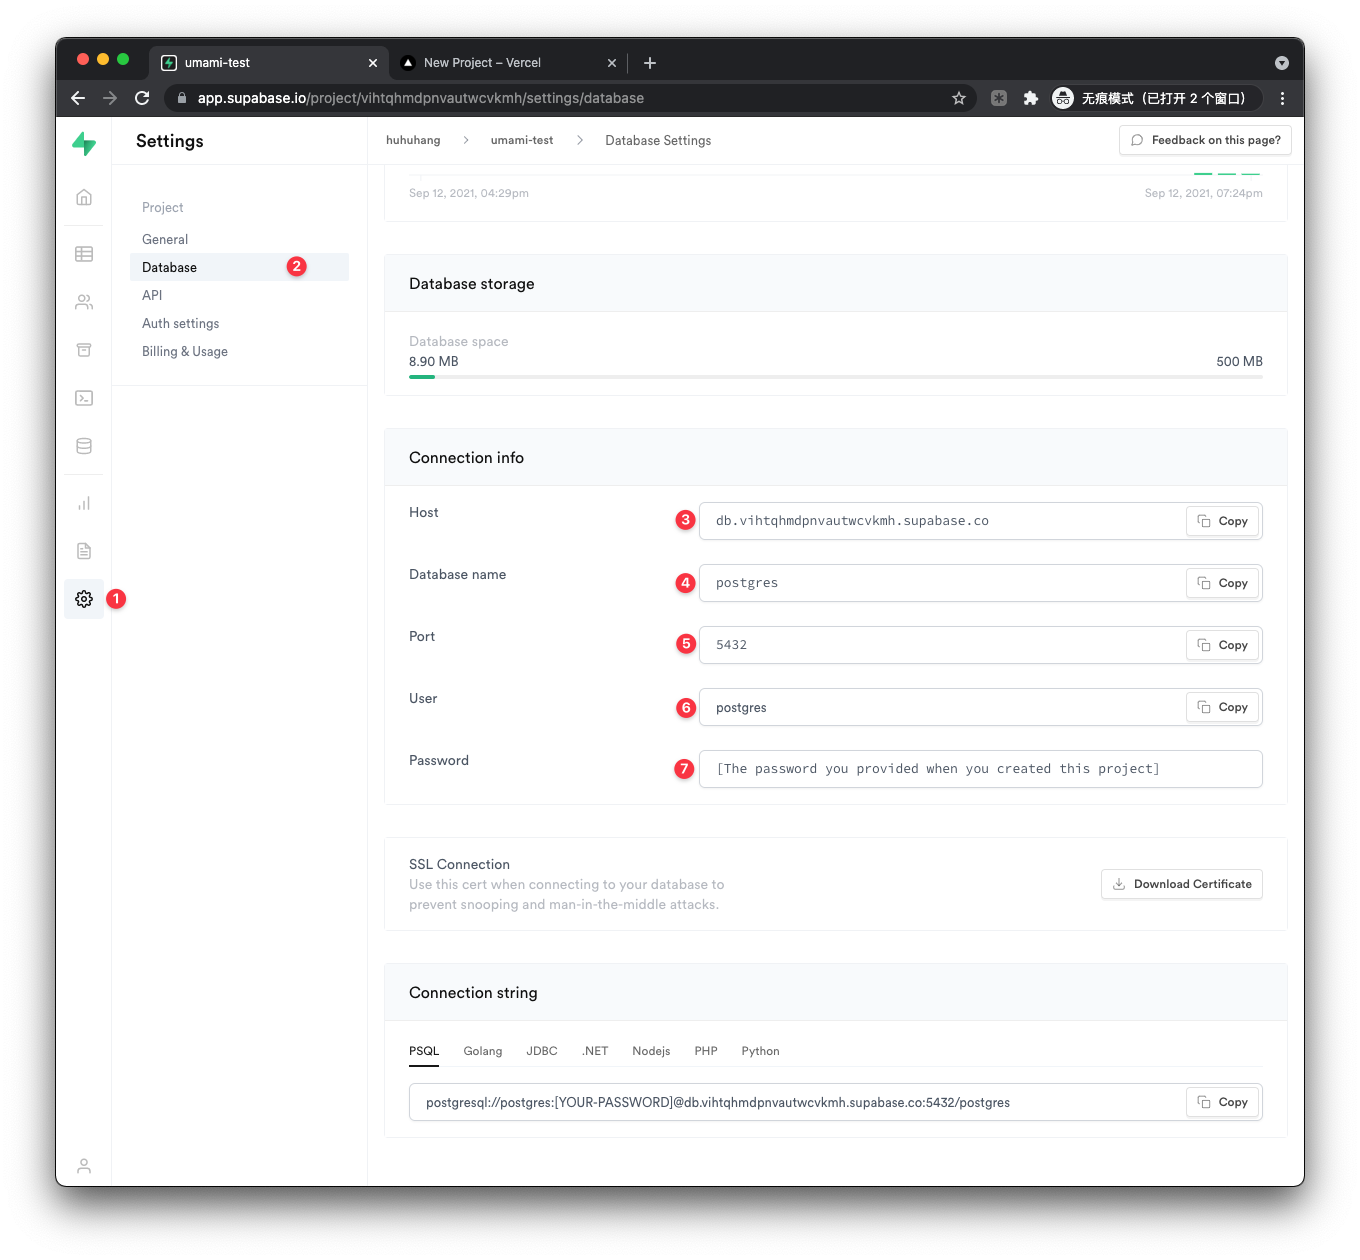 umami-test
New Project – Vercel
app.supabase.io/project/vihtqhmdpnvautwcvkmh/settings/database
无痕模式（已打开 2 个窗口）
Settings
huhuhang
umami-test
Database Settings
Feedback on this page?
Sep 12, 2021, 04:29pm
Sep 12, 2021, 07:24pm
Project
General
Database
2
API
Auth settings
Billing & Usage
Database storage
Database space
8.90 MB
500 MB
Connection info
Host
3
db.vihtqhmdpnvautwcvkmh.supabase.co
Copy
Database name
4
postgres
Copy
1
Port
5
5432
Copy
User
6
postgres
Copy
Password
7
[The password you provided when you created this project]
SSL Connection
Use this cert when connecting to your database to
prevent snooping and man-in-the-middle attacks.
Download Certificate
Connection string
PSQL Golang JDBC .NET Nodejs PHP Python
postgresql://postgres:[YOUR-PASSWORD]@db.vihtqhmdpnvautwcvkmh.supabase.co:5432/postgres
Copy